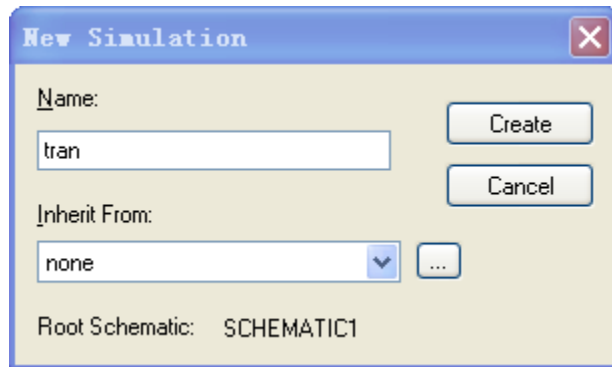 New Simulation
Name:
Create
tran
Cancel
Inherit From:
none
...
Root Schematic: SCHEMATIC1